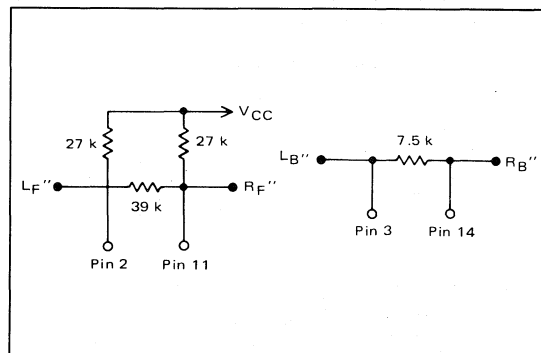 V_CC
27 k
27 k
L_F''
39 k
R_F''
Pin 2
Pin 11
7.5 k
L_B''
R_B''
Pin 3
Pin 14